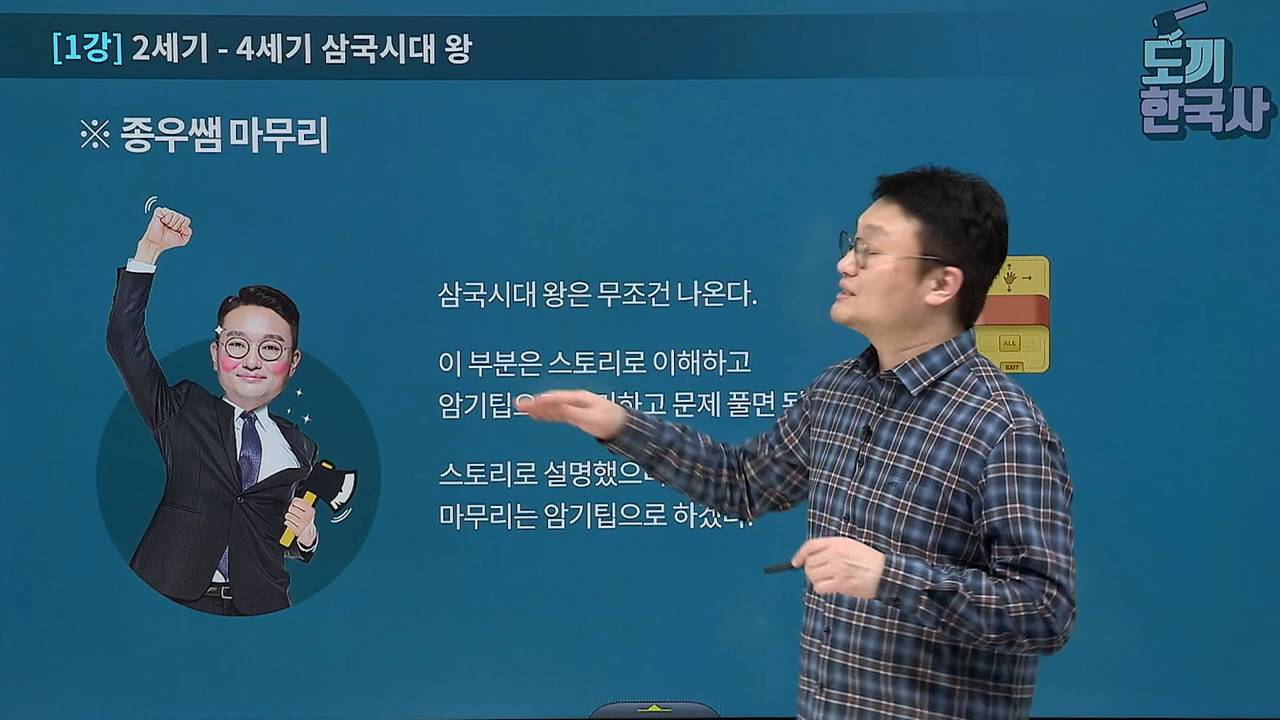 [1강] 2세기 - 4세기 삼국시대 왕
도끼
한국사
※ 종우쌤 마무리
삼국시대 왕은 무조건 나온다.
이 부분은 스토리로 이해하고
암기팁으 하고 문제 풀면
스토리로 설명했으
마무리는 암기팁으로 하겠다.
ALL
EXIT